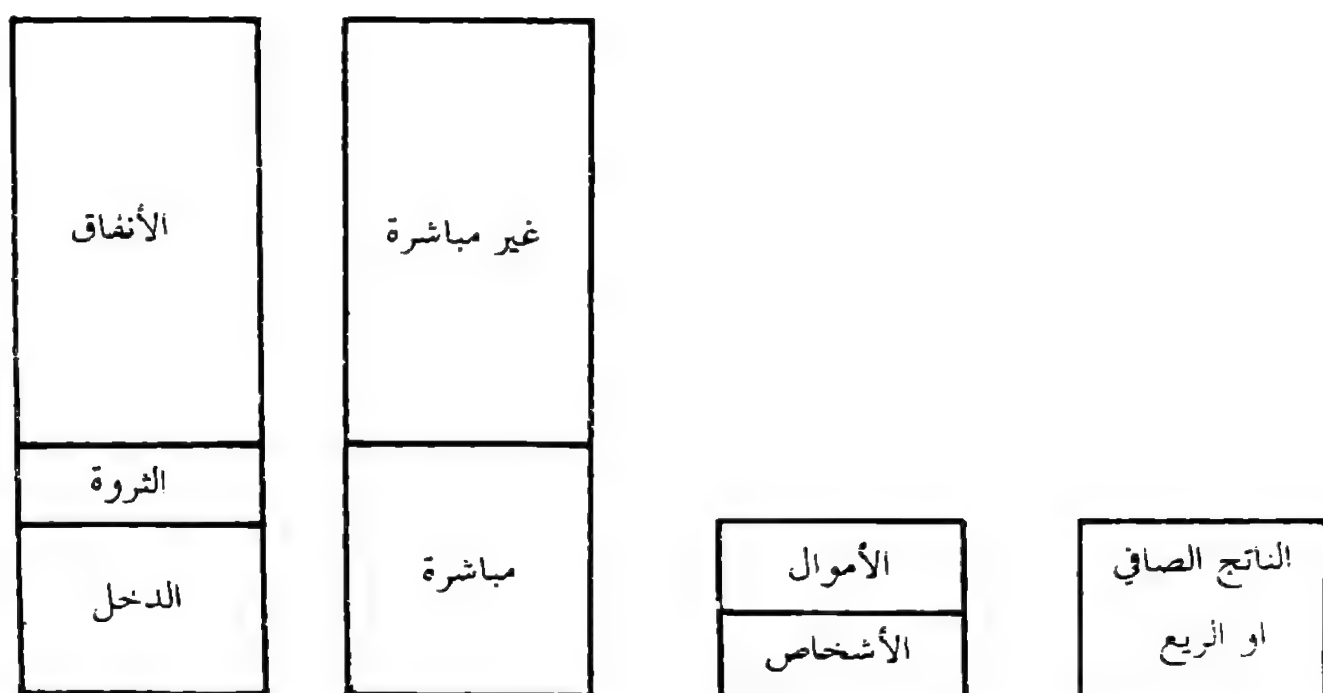 الأنفاق
الثروة
الدخل
غير مباشرة
مباشرة
الأموال
الأشخاص
الناتج الصافي
او الريع